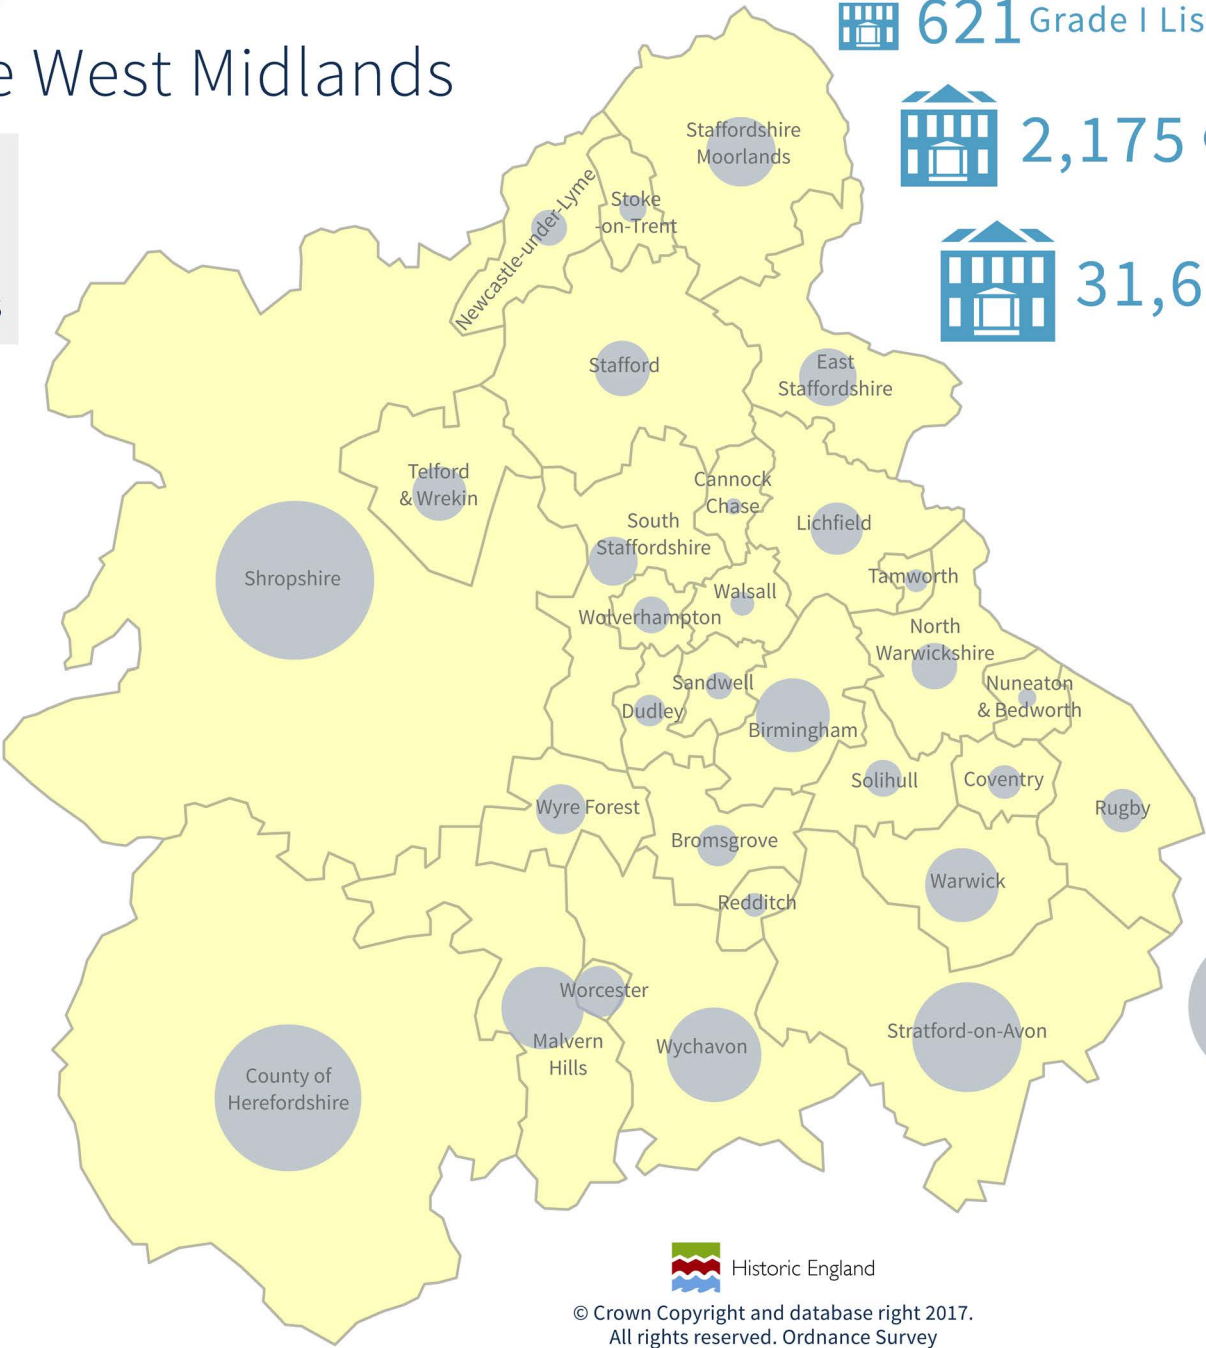 West Midlands
621 Grade I
2,175
Staffordshire
Moorlands
Stoke
-on-Trent
Newcastle-under-Lyme
Stafford
East
Staffordshire
Telford
& Wrekin
Cannock
Chase
South
Staffordshire
Lichfield
Shropshire
Tamworth
Walsall
Wolverhampton
North
Warwickshire
Sandwell
Nuneaton
& Bedworth
Dudley
Birmingham
Solihull
Coventry
Wyre Forest
Rugby
Bromsgrove
Warwick
Redditch
Worcester
Stratford-on-Avon
Malvern
Hills
Wychavon
County of
Herefordshire
Historic England
© Crown Copyright and database right 2017.
All rights reserved. Ordnance Survey